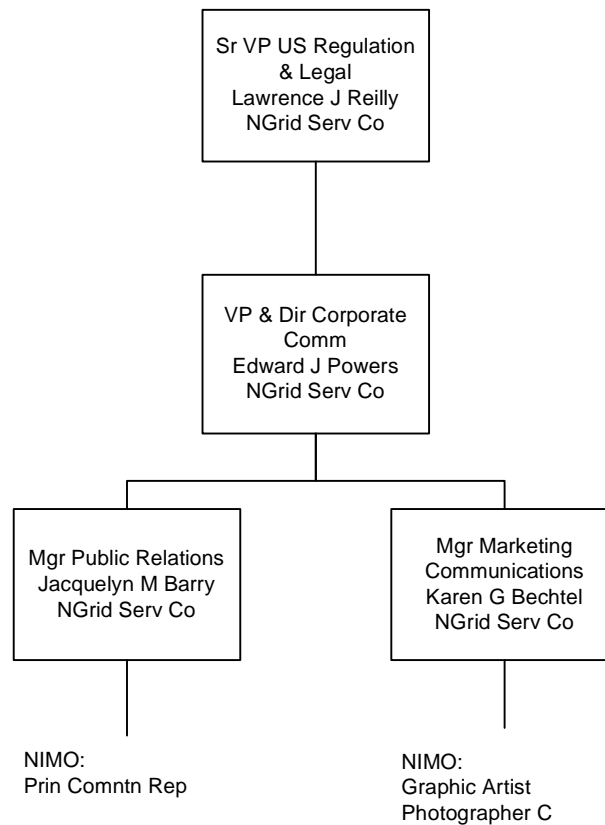 Sr VP US Regulation
& Legal
Lawrence J Reilly
NGrid Serv Co
VP & Dir Corporate
Comm
Edward J Powers
NGrid Serv Co
Mgr Public Relations
Jacquelyn M Barry
NGrid Serv Co
Mgr Marketing
Communications
Karen G Bechtel
NGrid Serv Co
NIMO:
Prin Comntn Rep
NIMO:
Graphic Artist
Photographer C